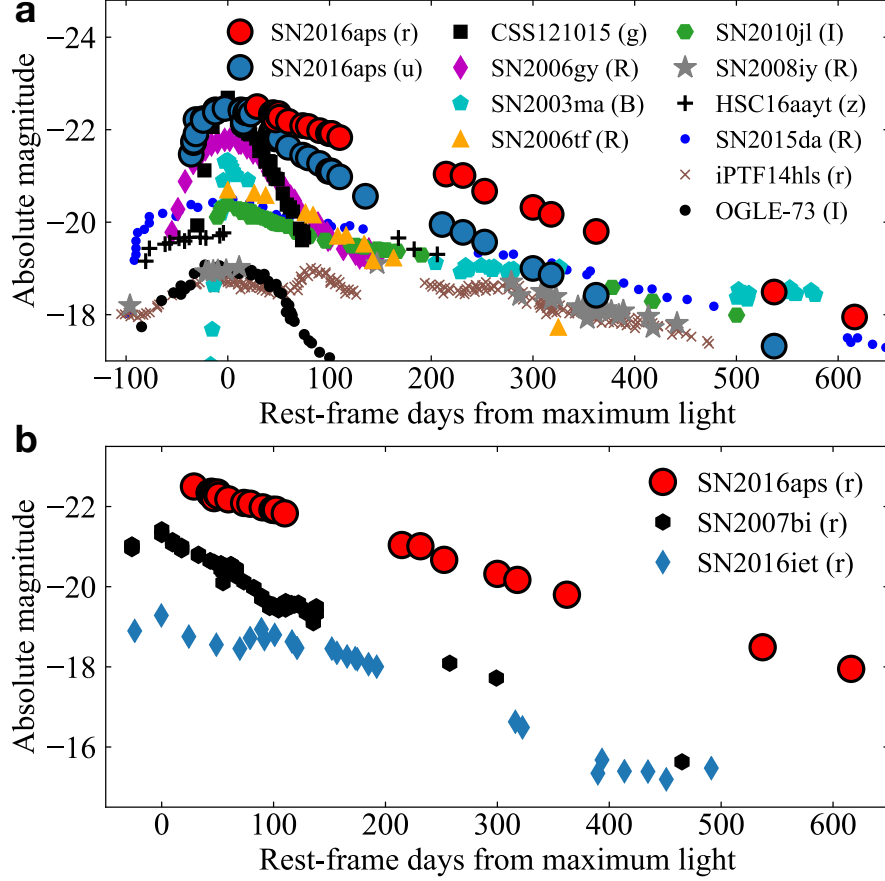 a
SN2016aps (r)
SN2016aps (u)
CSS121015 (g)
SN2006gy (R)
SN2003ma (B)
SN2006tf (R)
SN2010jl (I)
SN2008iy (R)
HSC16aayt (z)
SN2015da (R)
iPTF14hls (r)
OGLE-73 (I)
Absolute magnitude
−24
−22
−20
−18
−100 0 100 200 300 400 500 600
Rest-frame days from maximum light
b
SN2016aps (r)
SN2007bi (r)
SN2016iet (r)
Absolute magnitude
−22
−20
−18
−16
0 100 200 300 400 500 600
Rest-frame days from maximum light